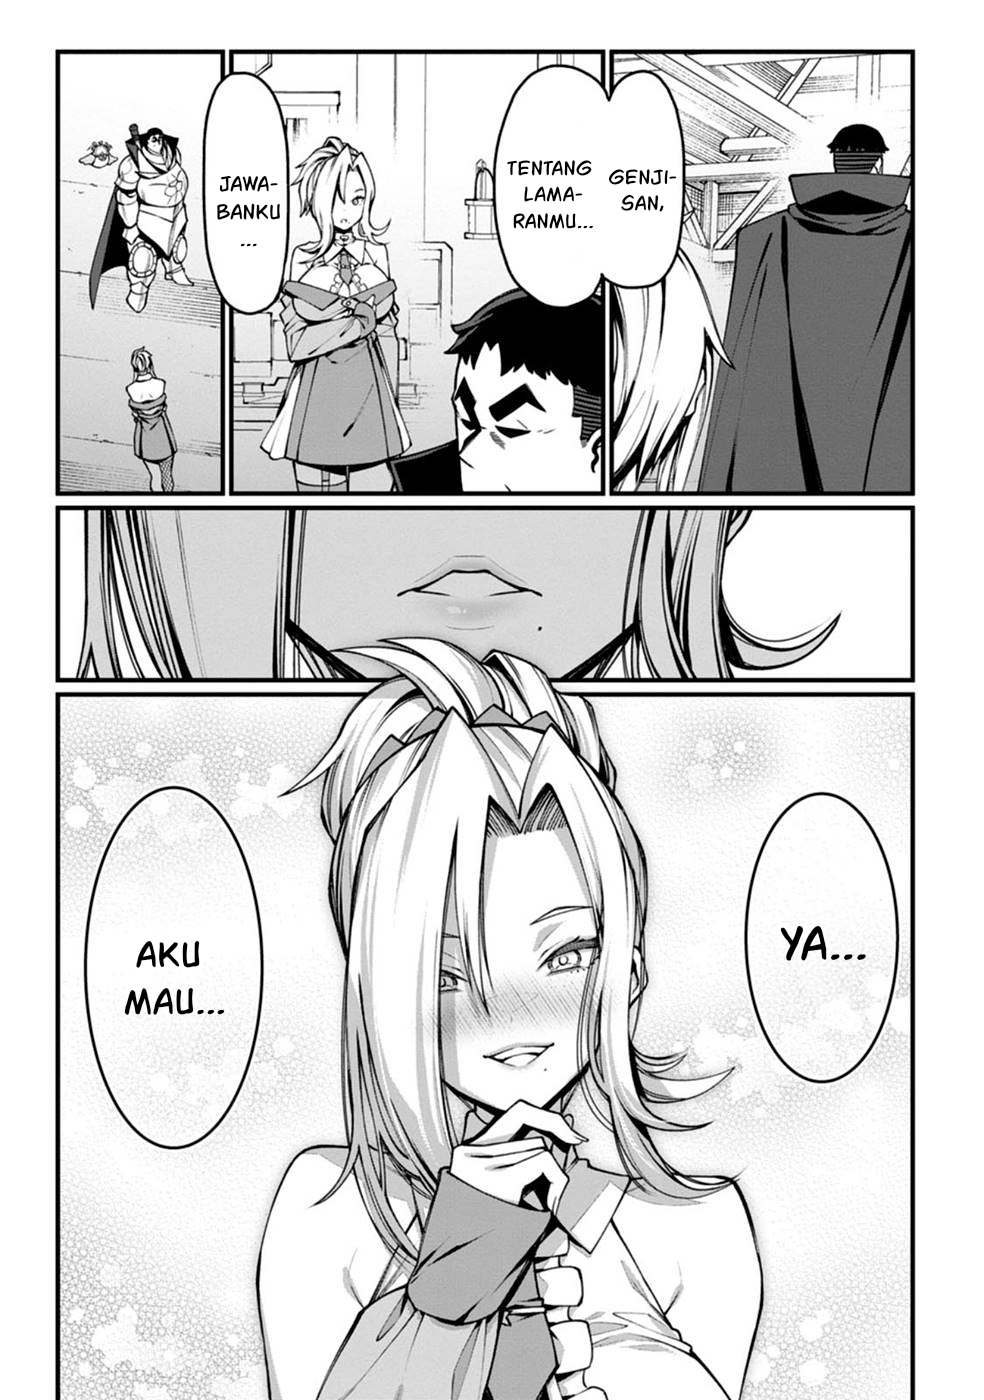 GENJI-
SAN,
TENTANG
LAMA-
RANMU...
JAWA-
BANKU
...
YA...
AKU
MAU...